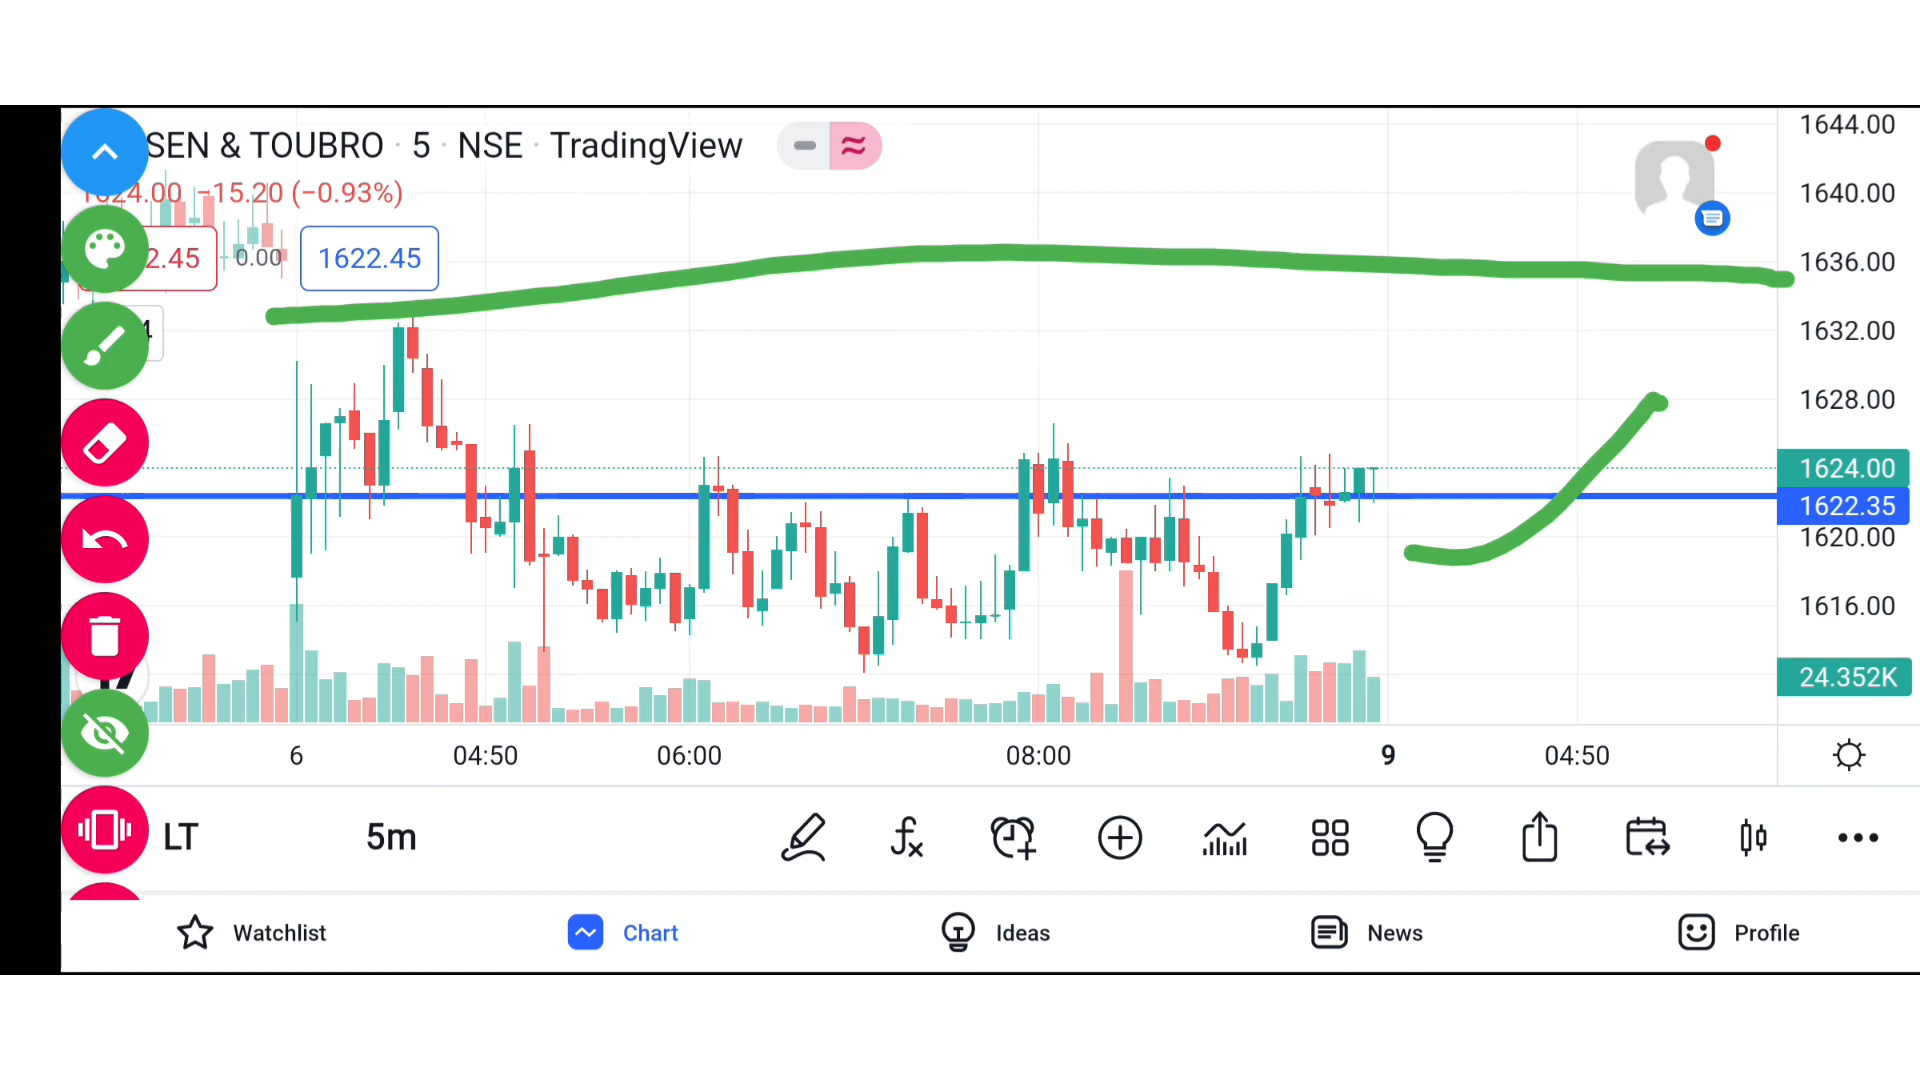 SEN & TOUBRO · 5 · NSE · TradingView
−15.20 (−0.93%)
2.45 0.00 1622.45
4
1644.00
1640.00
1636.00
1632.00
1628.00
1624.00
1622.35
1620.00
1616.00
24.352K
6 04:50 06:00 08:00 9 04:50
LT 5m
Watchlist Chart Ideas News Profile